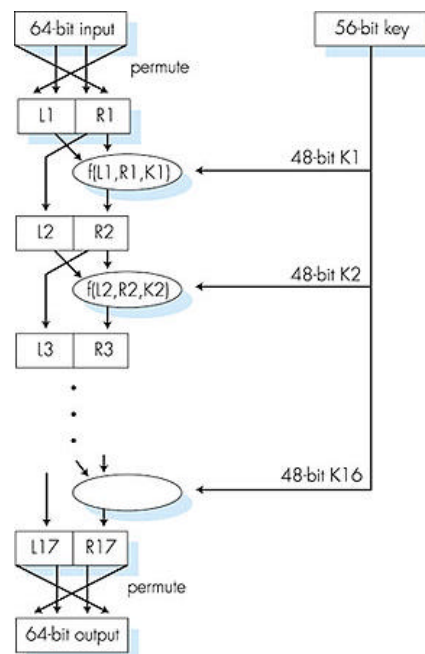 64-bit input
56-bit key
permute
L1 R1
f(L1,R1,K1)
48-bit K1
L2 R2
f(L2,R2,K2)
48-bit K2
L3 R3
48-bit K16
L17 R17
permute
64-bit output